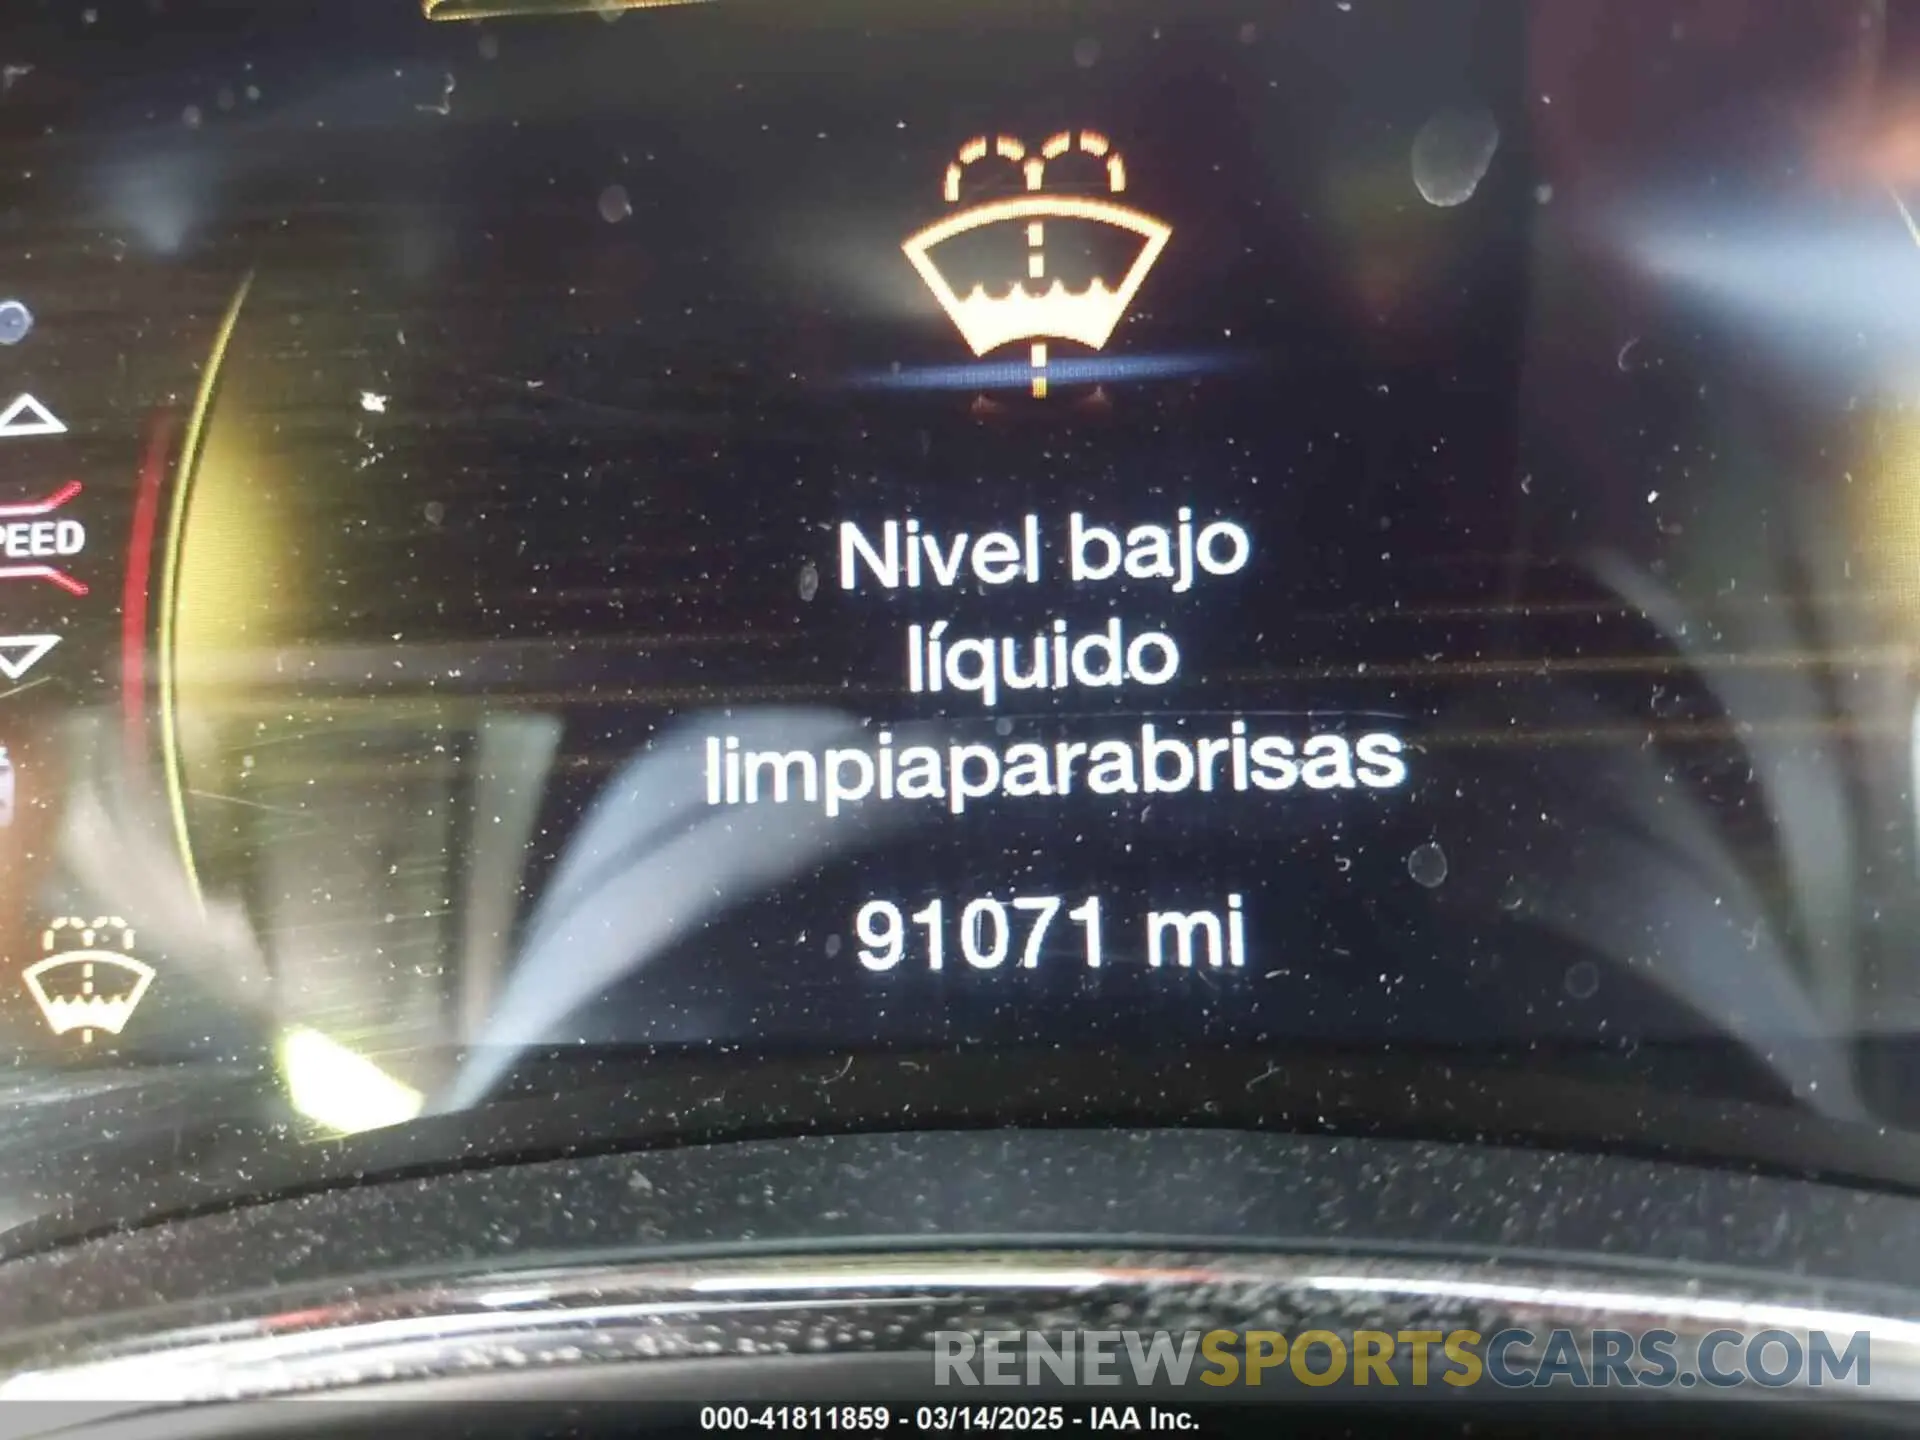 PEED
Nivel bajo
líquido
limpiaparabrisas
91071 mi
RENEWSPORTSCARS.COM
000-41811859 - 03/14/2025 - IAA Inc.